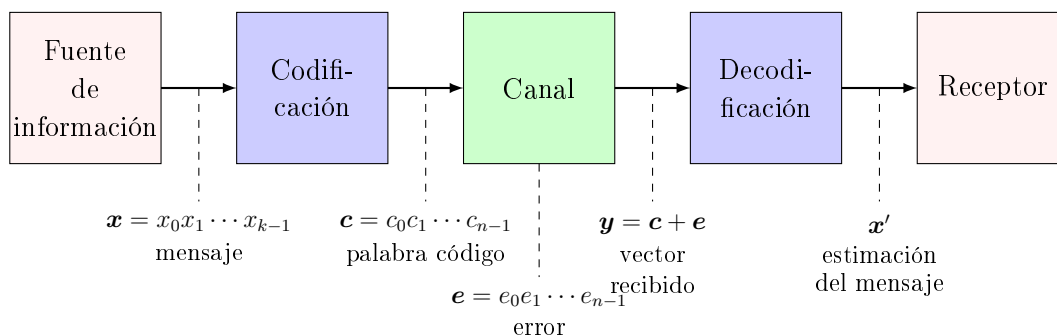 Fuente
de
información
Codifi-
cación
Canal
Decodi-
ficación
Receptor
x = x₀x₁ ⋯ xₖ₋₁
mensaje
c = c₀c₁ ⋯ cₙ₋₁
palabra código
e = e₀e₁ ⋯ eₙ₋₁
error
y = c + e
vector
recibido
x′
estimación
del mensaje